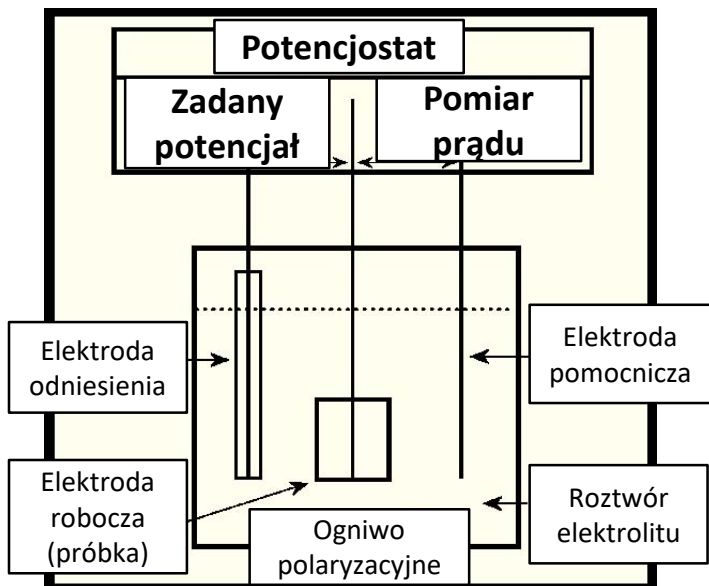 Potencjostat
Zadany
potencjał
Pomiar
prądu
Elektroda
odniesienia
Elektroda
pomocnicza
Elektroda
robocza
(próbka)
Roztwór
elektrolitu
Ogniwo
polaryzacyjne